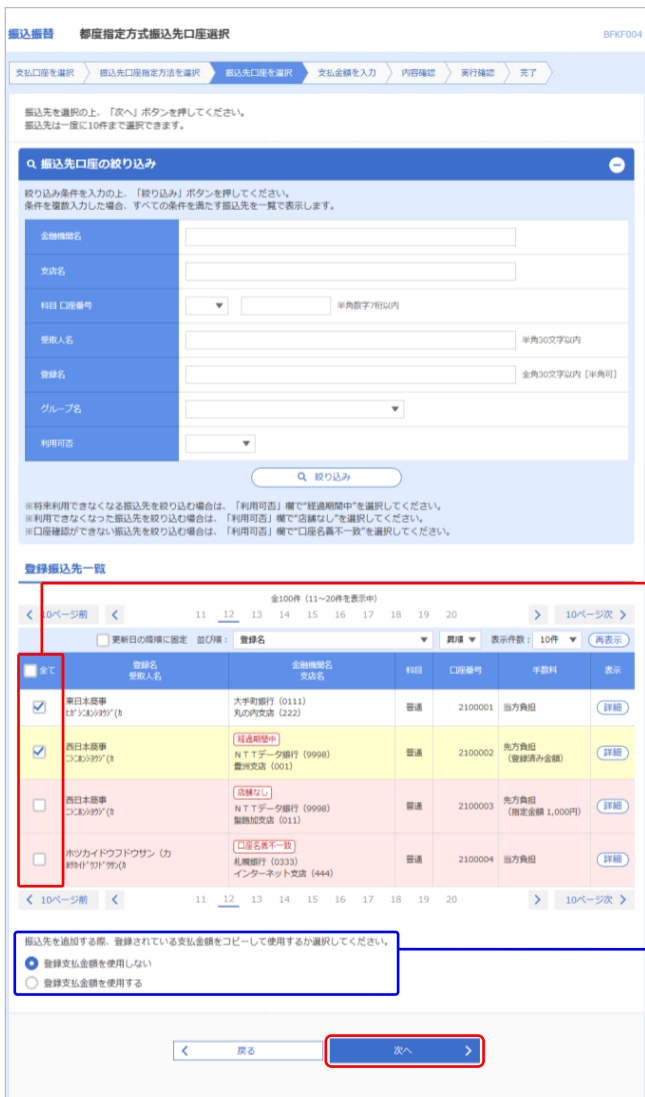 振込振替 都度指定方式振込先口座選択 BFKF004
支払口座を選択 振込先口座指定方法を選択 振込先口座を選択 支払金額を入力 内容確認 実行確認 完了
振込先を選択の上、「次へ」ボタンを押してください。
振込先は一度に10件まで選択できます。
振込先口座の絞り込み
絞り込み条件を入力の上、「絞り込み」ボタンを押してください。
条件を複数入力した場合、すべての条件を満たす振込先を一覧で表示します。
金融機関名
支店名
科目 口座番号 半角数字7桁以内
受取人名 半角30文字以内
登録名 全角30文字以内 [半角可]
グループ名
利用可否
絞り込み
※将来利用できなくなる振込先を絞り込む場合は、「利用可否」欄で"経過期間中"を選択してください。
※利用できなくなった振込先を絞り込む場合は、「利用可否」欄で"店舗なし"を選択してください。
※口座確認ができない振込先を絞り込む場合は、「利用可否」欄で"口座名義不一致"を選択してください。
登録振込先一覧
全100件（11～20件を表示中）
10ページ前 11 12 13 14 15 16 17 18 19 20 10ページ次
更新日の降順に固定 並び順： 登録名 昇順 表示件数： 10件 再表示
全て 登録名 金融機関名 科目 口座番号 手数料 表示
受取人名 支店名
東日本商事 大手町銀行（0111） 普通 2100001 当方負担 詳細
丸の内支店（222）
経過期間中
西日本商事 NTTデータ銀行（9998） 普通 2100002 先方負担 詳細
豊洲支店（001） （登録済み金額）
店舗なし
西日本商事 NTTデータ銀行（9998） 普通 2100003 先方負担 詳細
聖路加支店（011） （指定金額 1,000円）
口座名義不一致
ホツカイドウフドウサン（カ 札幌銀行（0333） 普通 2100004 当方負担 詳細
インターネット支店（444）
10ページ前 11 12 13 14 15 16 17 18 19 20 10ページ次
振込先を追加する際、登録されている支払金額をコピーして使用するか選択してください。
登録支払金額を使用しない
登録支払金額を使用する
戻る 次へ